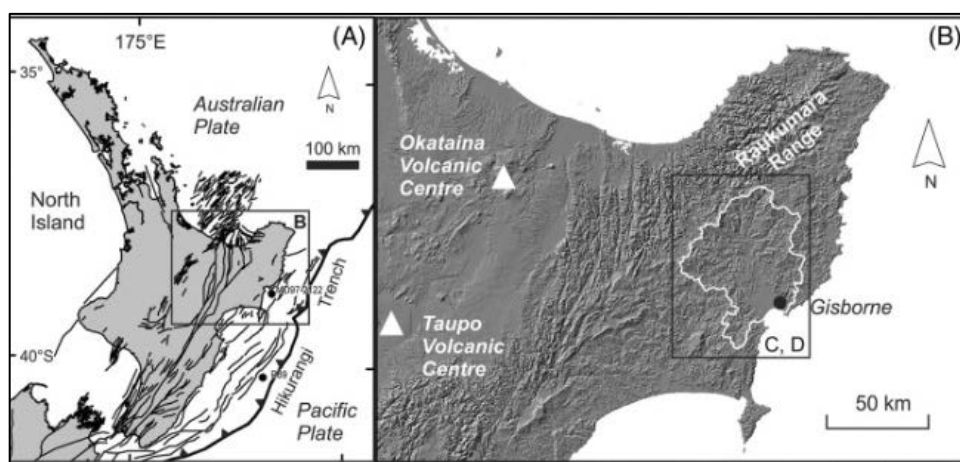 175°E
(A)
35°
N
Australian
Plate
100 km
North
Island
B
Trench
40°S
Hikurangi
Pacific
Plate
(B)
Raukumara
Range
Okataina
Volcanic
Centre
N
Gisborne
Taupo
Volcanic
Centre
C, D
50 km